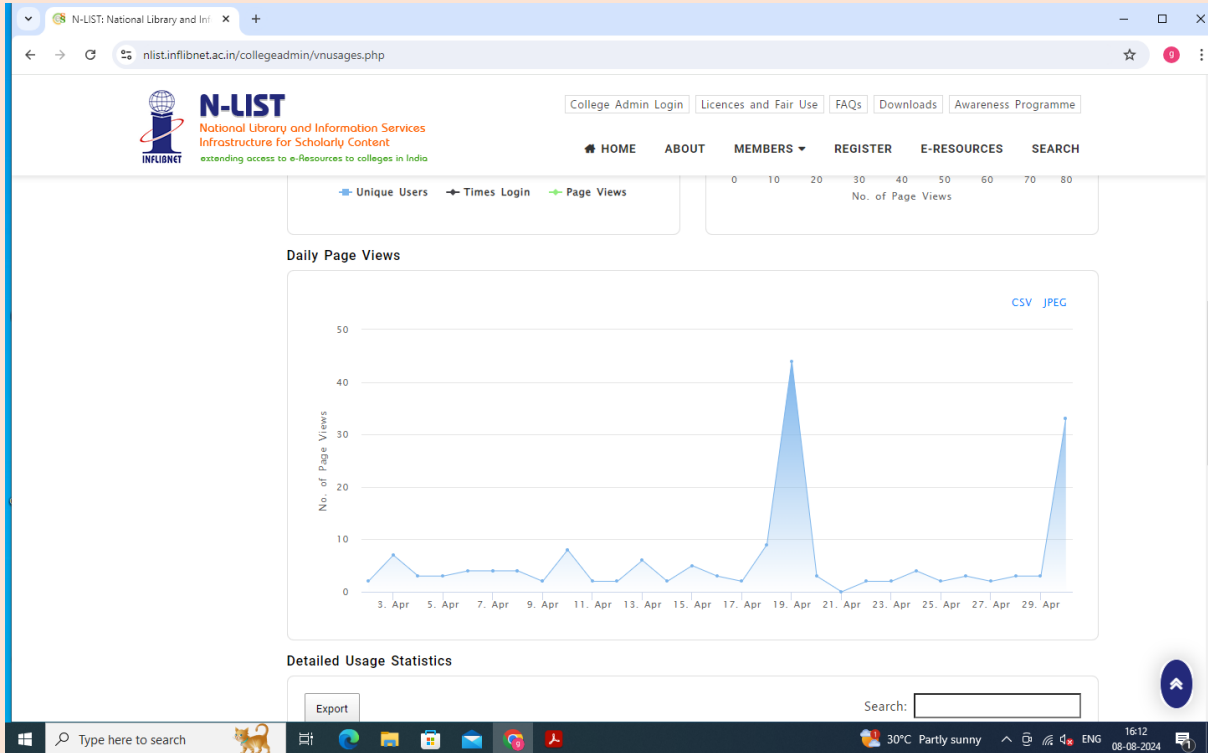 N-LIST: National Library and Inf
nlist.inflibnet.ac.in/collegeadmin/vnusages.php
g
INFLIBNET
N-LIST
National Library and Information Services
Infrastructure for Scholarly Content
extending access to e-Resources to colleges in India
College Admin Login Licences and Fair Use FAQs Downloads Awareness Programme
HOME ABOUT MEMBERS REGISTER E-RESOURCES SEARCH
Unique Users Times Login Page Views
0 10 20 30 40 50 60 70 80
No. of Page Views
Daily Page Views
CSV JPEG
No. of Page Views
50
40
30
20
10
0
3. Apr 5. Apr 7. Apr 9. Apr 11. Apr 13. Apr 15. Apr 17. Apr 19. Apr 21. Apr 23. Apr 25. Apr 27. Apr 29. Apr
Detailed Usage Statistics
Export
Search:
Type here to search
30°C Partly sunny
ENG
16:12
08-08-2024